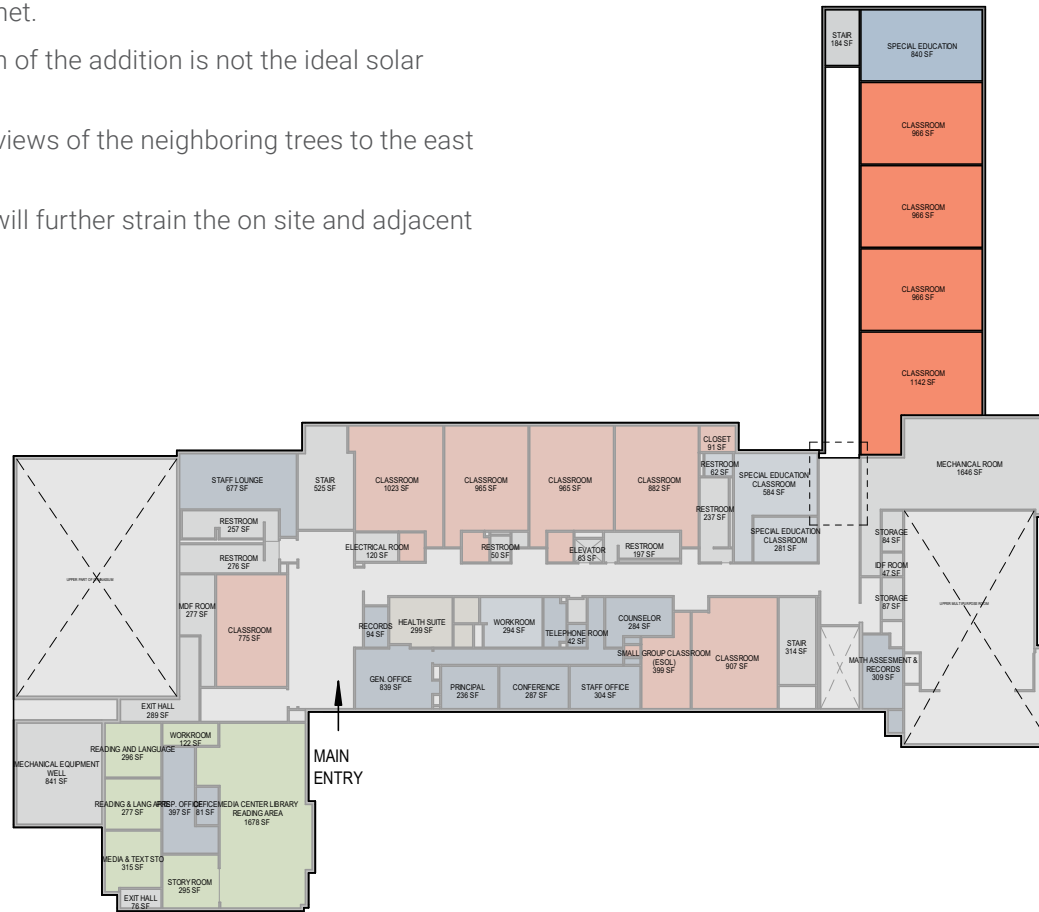 net.
n of the addition is not the ideal solar
views of the neighboring trees to the east
will further strain the on site and adjacent
STAIR
184 SF
SPECIAL EDUCATION
840 SF
CLASSROOM
966 SF
CLASSROOM
966 SF
CLASSROOM
966 SF
CLASSROOM
1142 SF
STAFF LOUNGE
677 SF
STAIR
525 SF
CLASSROOM
1023 SF
CLASSROOM
965 SF
CLASSROOM
965 SF
CLASSROOM
882 SF
CLOSET
91 SF
RESTROOM
62 SF
SPECIAL EDUCATION
CLASSROOM
584 SF
MECHANICAL ROOM
1646 SF
RESTROOM
257 SF
RESTROOM
276 SF
ELECTRICAL ROOM
120 SF
RESTROOM
50 SF
ELEVATOR
63 SF
RESTROOM
197 SF
RESTROOM
237 SF
SPECIAL EDUCATION
CLASSROOM
281 SF
STORAGE
84 SF
IDF ROOM
47 SF
STORAGE
87 SF
MDF ROOM
277 SF
CLASSROOM
775 SF
RECORDS
94 SF
HEALTH SUITE
299 SF
WORKROOM
294 SF
TELEPHONE ROOM
42 SF
COUNSELOR
284 SF
SMALL GROUP CLASSROOM
(ESOL)
399 SF
CLASSROOM
907 SF
STAIR
314 SF
MATH ASSESMENT &
RECORDS
309 SF
GEN. OFFICE
839 SF
PRINCIPAL
236 SF
CONFERENCE
287 SF
STAFF OFFICE
304 SF
EXIT HALL
289 SF
MAIN
ENTRY
MECHANICAL EQUIPMENT
WELL
841 SF
READING AND LANGUAGE
296 SF
WORKROOM
122 SF
READING & LANG
277 SF
OFFICE
397 SF
OFFICE
81 SF
MEDIA CENTER LIBRARY
READING AREA
1678 SF
MEDIA & TEXT STO
315 SF
STORY ROOM
295 SF
EXIT HALL
76 SF